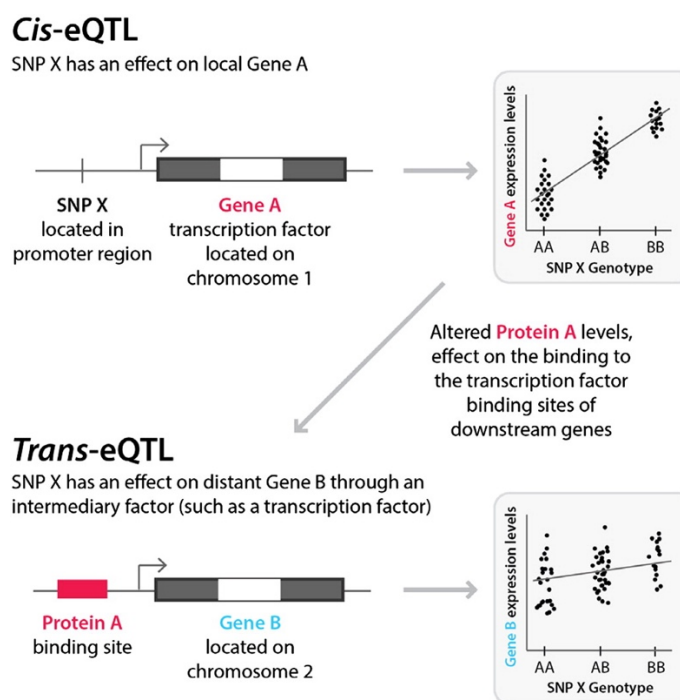 Cis-eQTL
SNP X has an effect on local Gene A
SNP X
located in
promoter region
Gene A
transcription factor
located on
chromosome 1
Gene A expression levels
AA AB BB
SNP X Genotype
Altered Protein A levels,
effect on the binding to
the transcription factor
binding sites of
downstream genes
Trans-eQTL
SNP X has an effect on distant Gene B through an
intermediary factor (such as a transcription factor)
Protein A
binding site
Gene B
located on
chromosome 2
Gene B expression levels
AA AB BB
SNP X Genotype